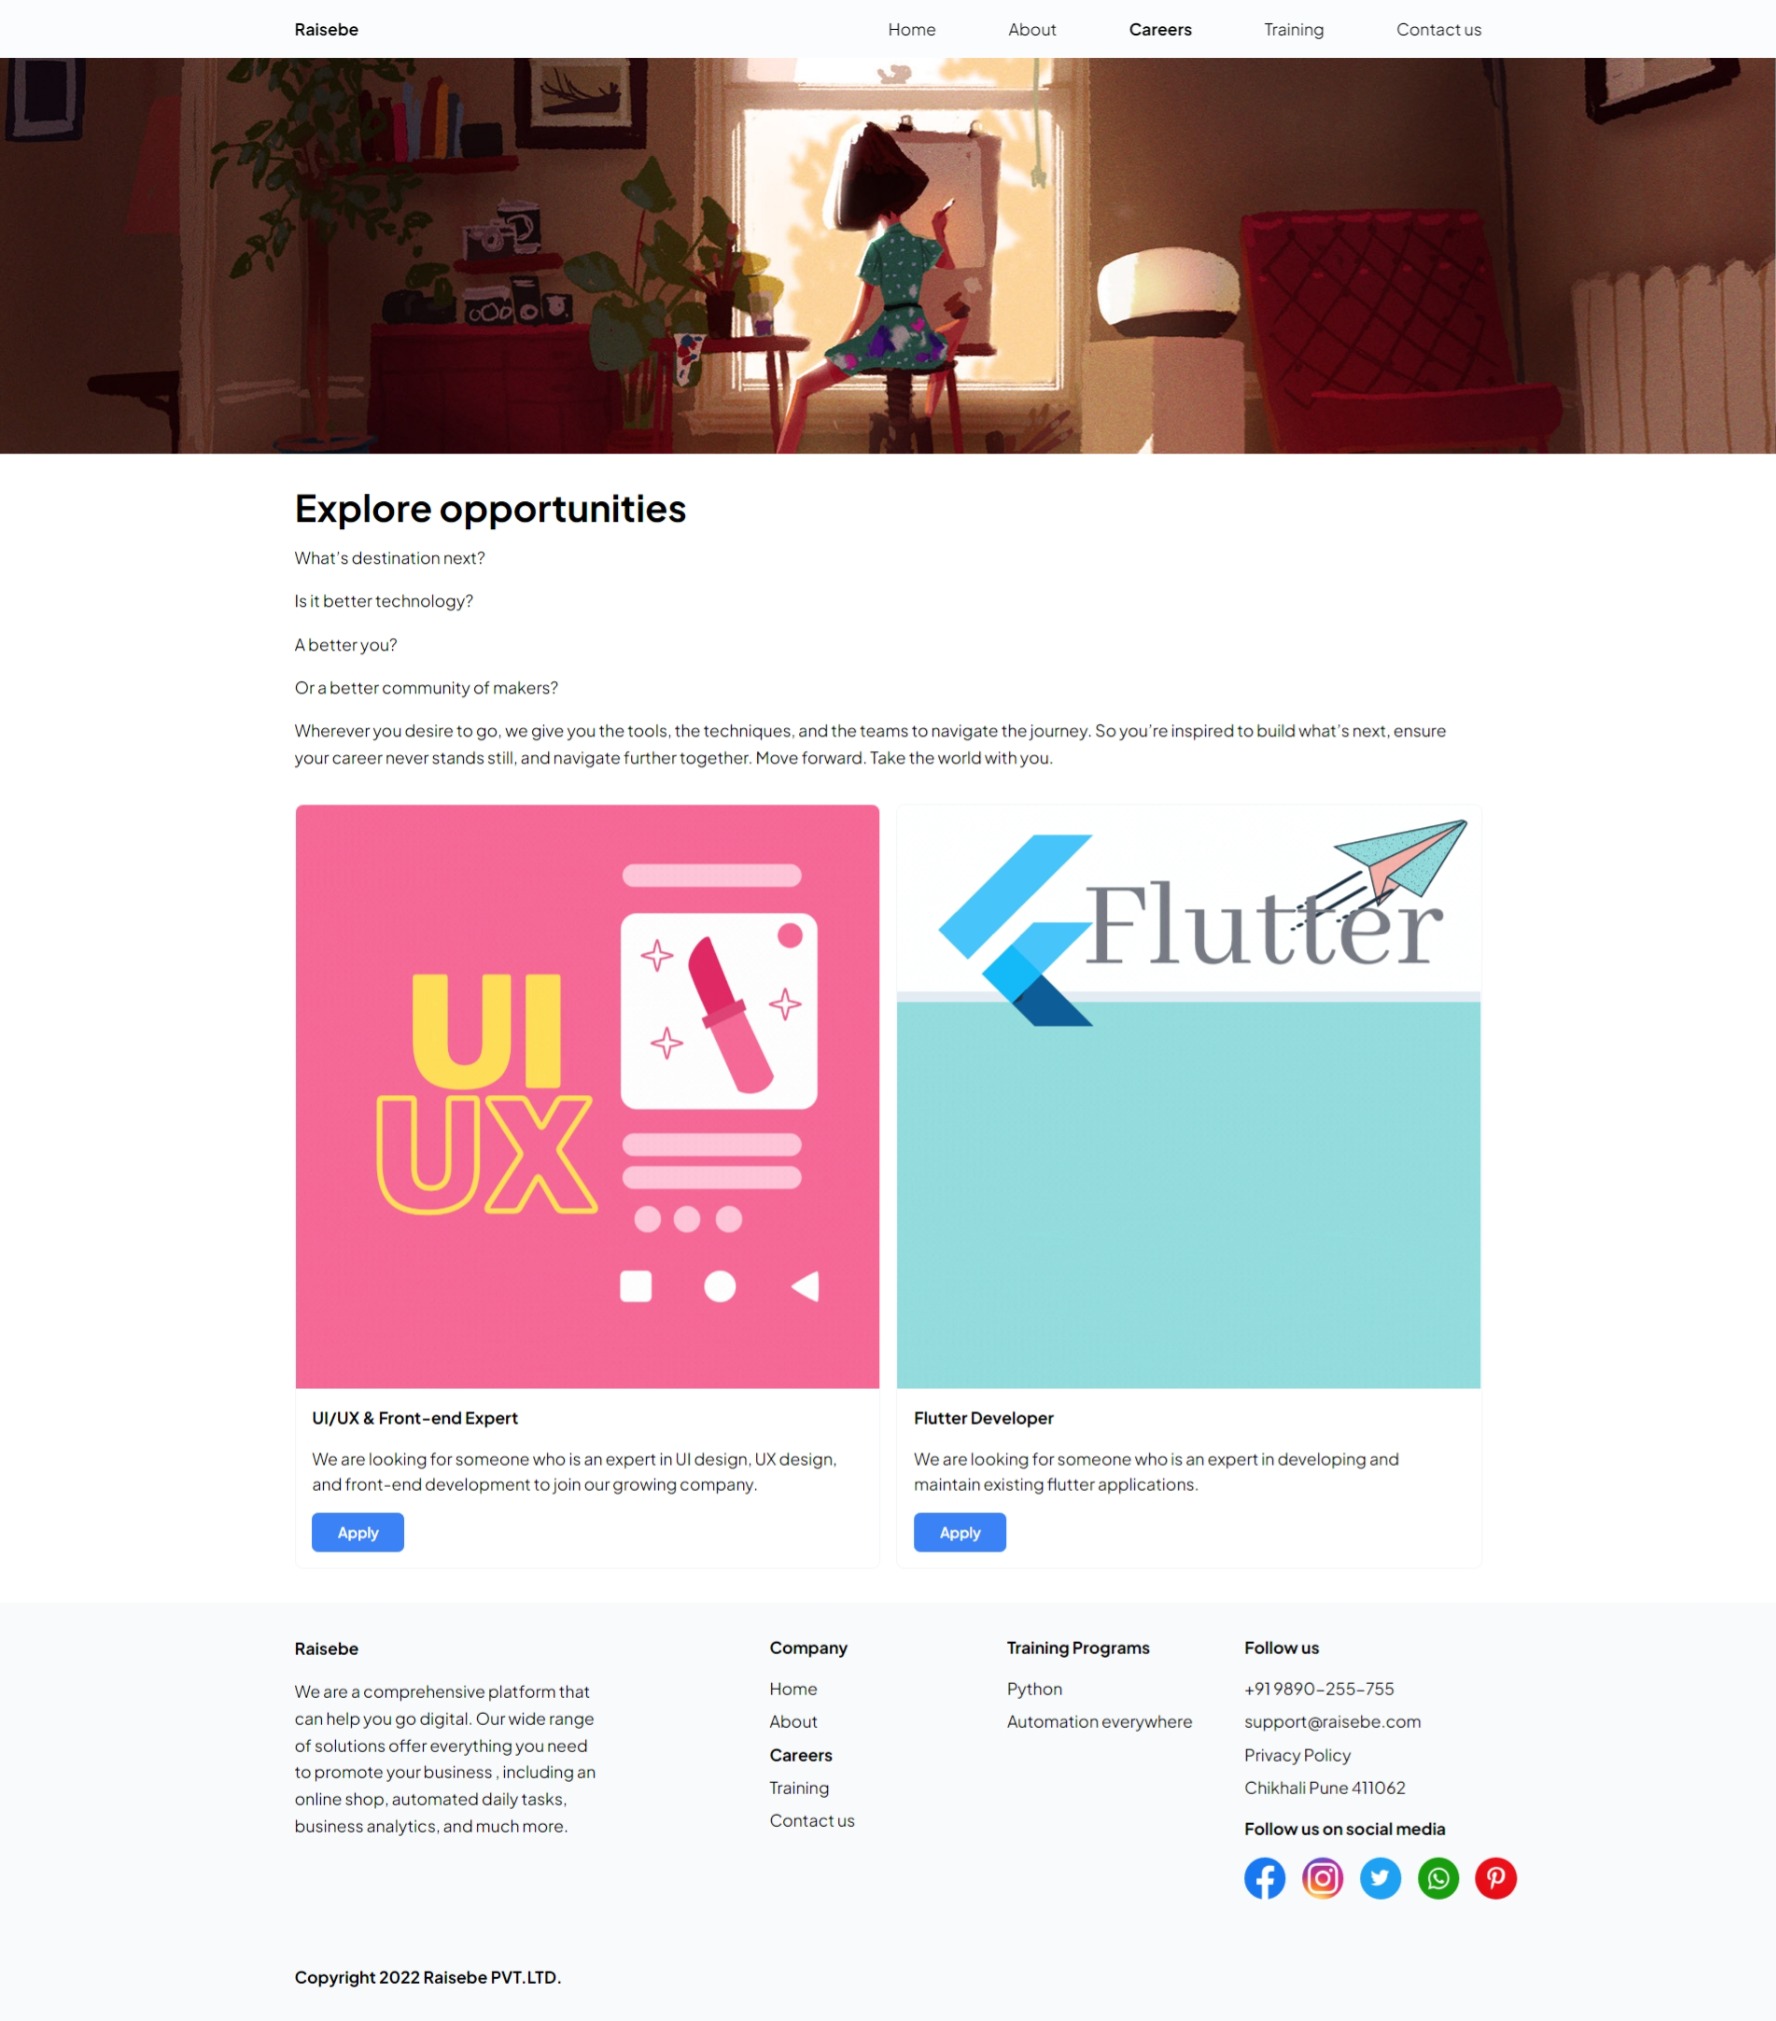 Raisebe
Home
About
Careers
Training
Contact us
Explore opportunities
What's destination next?
Is it better technology?
A better you?
Or a better community of makers?
Wherever you desire to go, we give you the tools, the techniques, and the teams to navigate the journey. So you're inspired to build what's next, ensure
your career never stands still, and navigate further together. Move forward. Take the world with you.
UI
UX
UI/UX & Front-end Expert
We are looking for someone who is an expert in UI design, UX design,
and front-end development to join our growing company.
Apply
Flutter
Flutter Developer
We are looking for someone who is an expert in developing and
maintain existing flutter applications.
Apply
Raisebe
We are a comprehensive platform that
can help you go digital. Our wide range
of solutions offer everything you need
to promote your business , including an
online shop, automated daily tasks,
business analytics, and much more.
Company
Home
About
Careers
Training
Contact us
Training Programs
Python
Automation everywhere
Follow us
+91 9890-255-755
support@raisebe.com
Privacy Policy
Chikhali Pune 411062
Follow us on social media
Copyright 2022 Raisebe PVT.LTD.